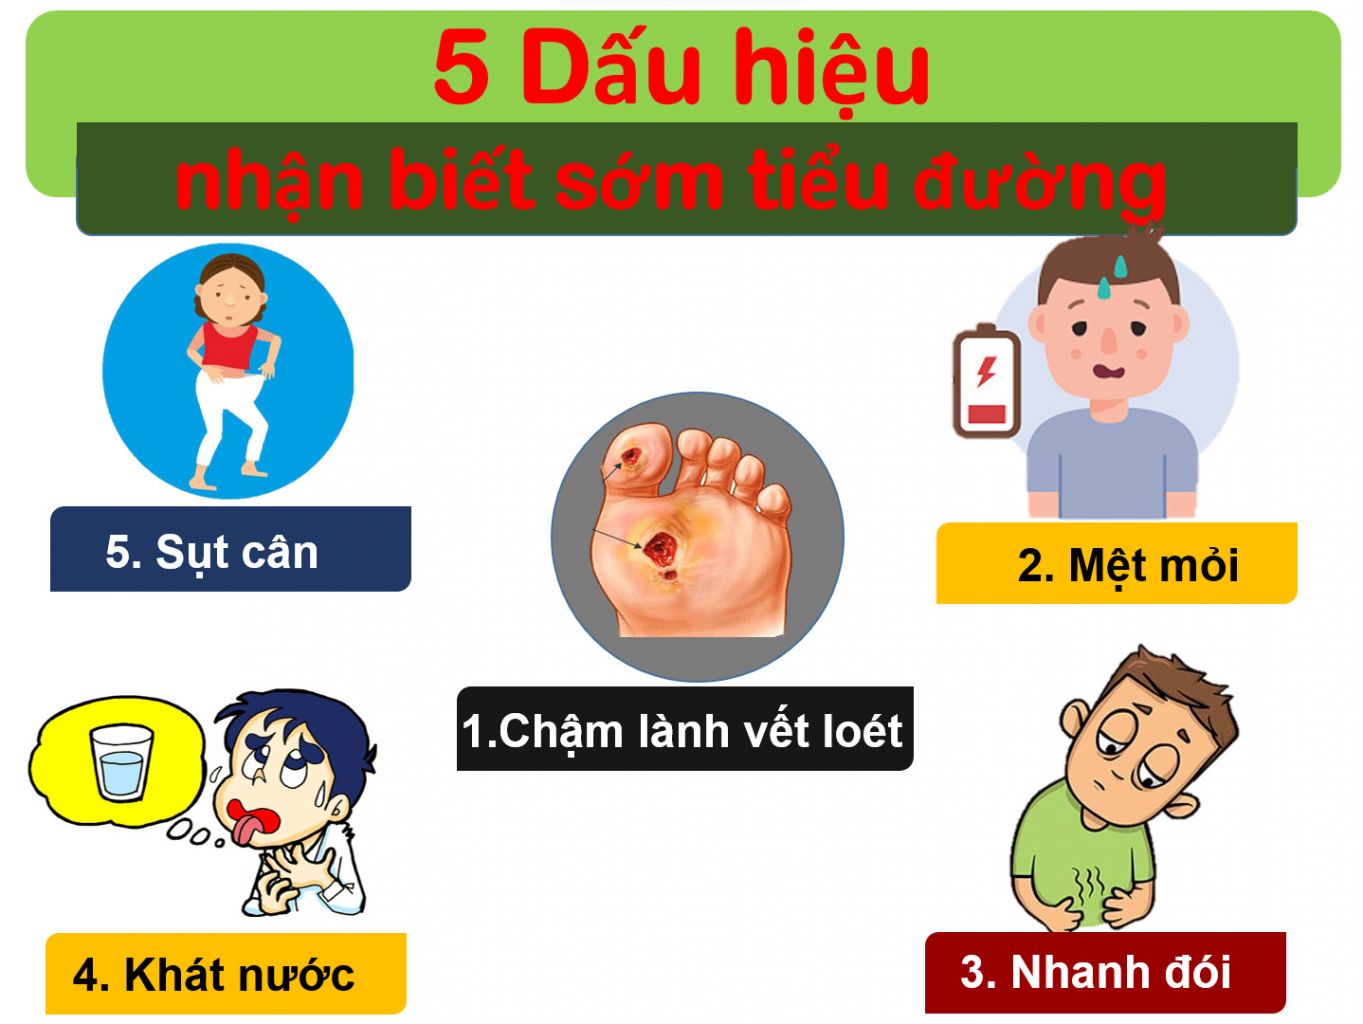 5 Dấu hiệu
nhận biết sớm tiểu đường
1.Chậm lành vết loét
2. Mệt mỏi
3. Nhanh đói
4. Khát nước
5. Sụt cân